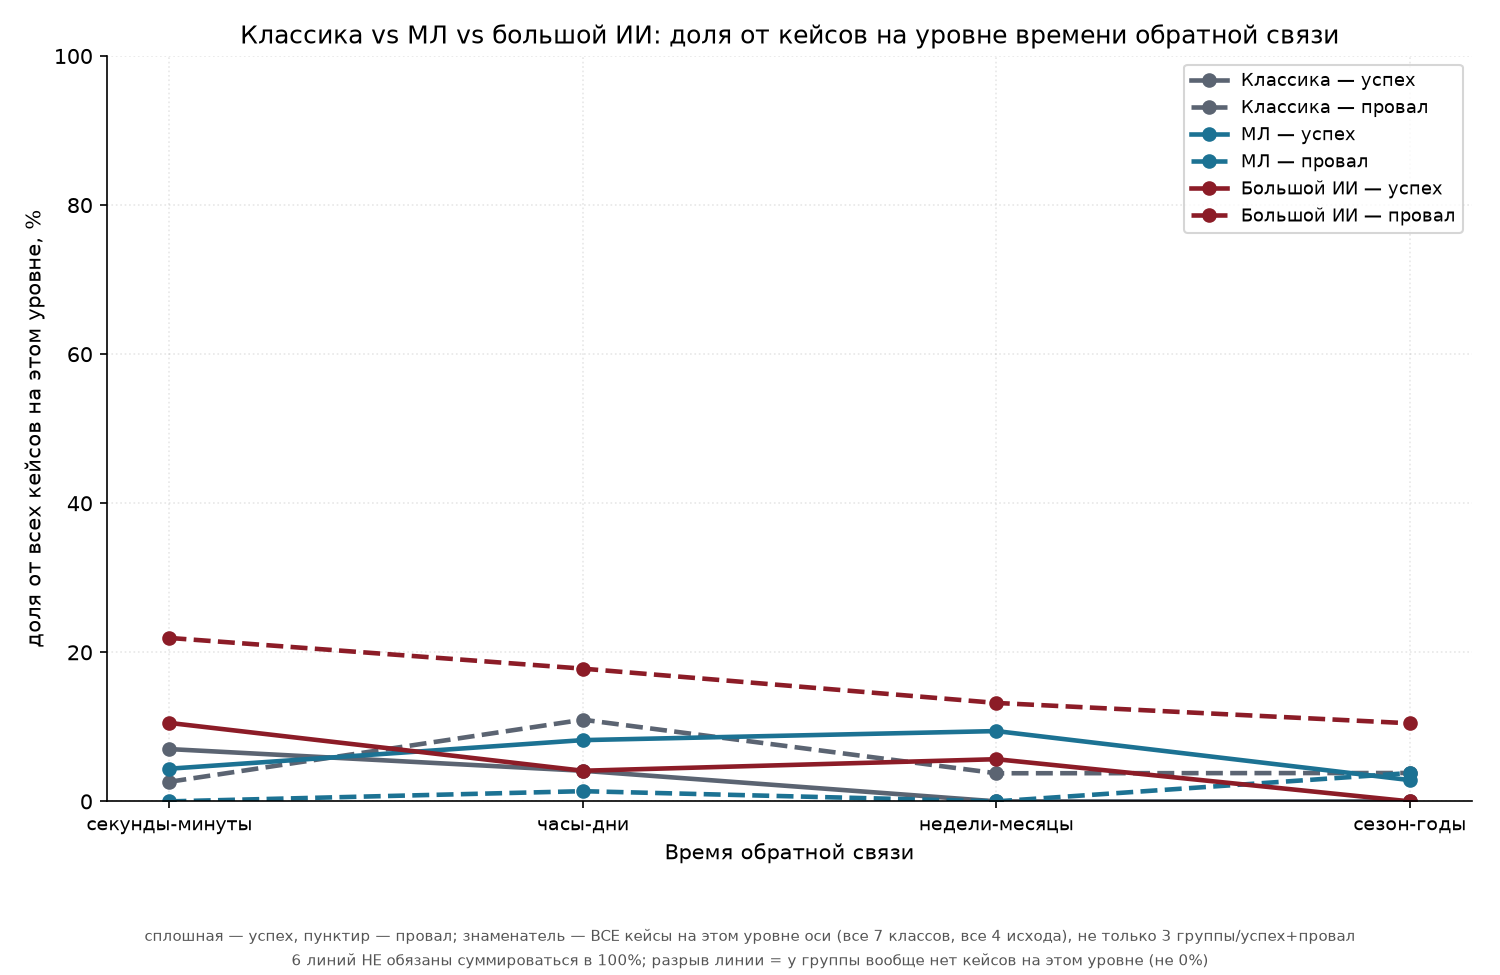 Классика vs МЛ vs большой ИИ: доля от кейсов на уровне времени обратной связи
доля от всех кейсов на этом уровне, %
100
80
60
40
20
0
Классика — успех
Классика — провал
МЛ — успех
МЛ — провал
Большой ИИ — успех
Большой ИИ — провал
секунды-минуты
часы-дни
недели-месяцы
сезон-годы
Время обратной связи
сплошная — успех, пунктир — провал; знаменатель — ВСЕ кейсы на этом уровне оси (все 7 классов, все 4 исхода), не только 3 группы/успех+провал
6 линий НЕ обязаны суммироваться в 100%; разрыв линии = у группы вообще нет кейсов на этом уровне (не 0%)